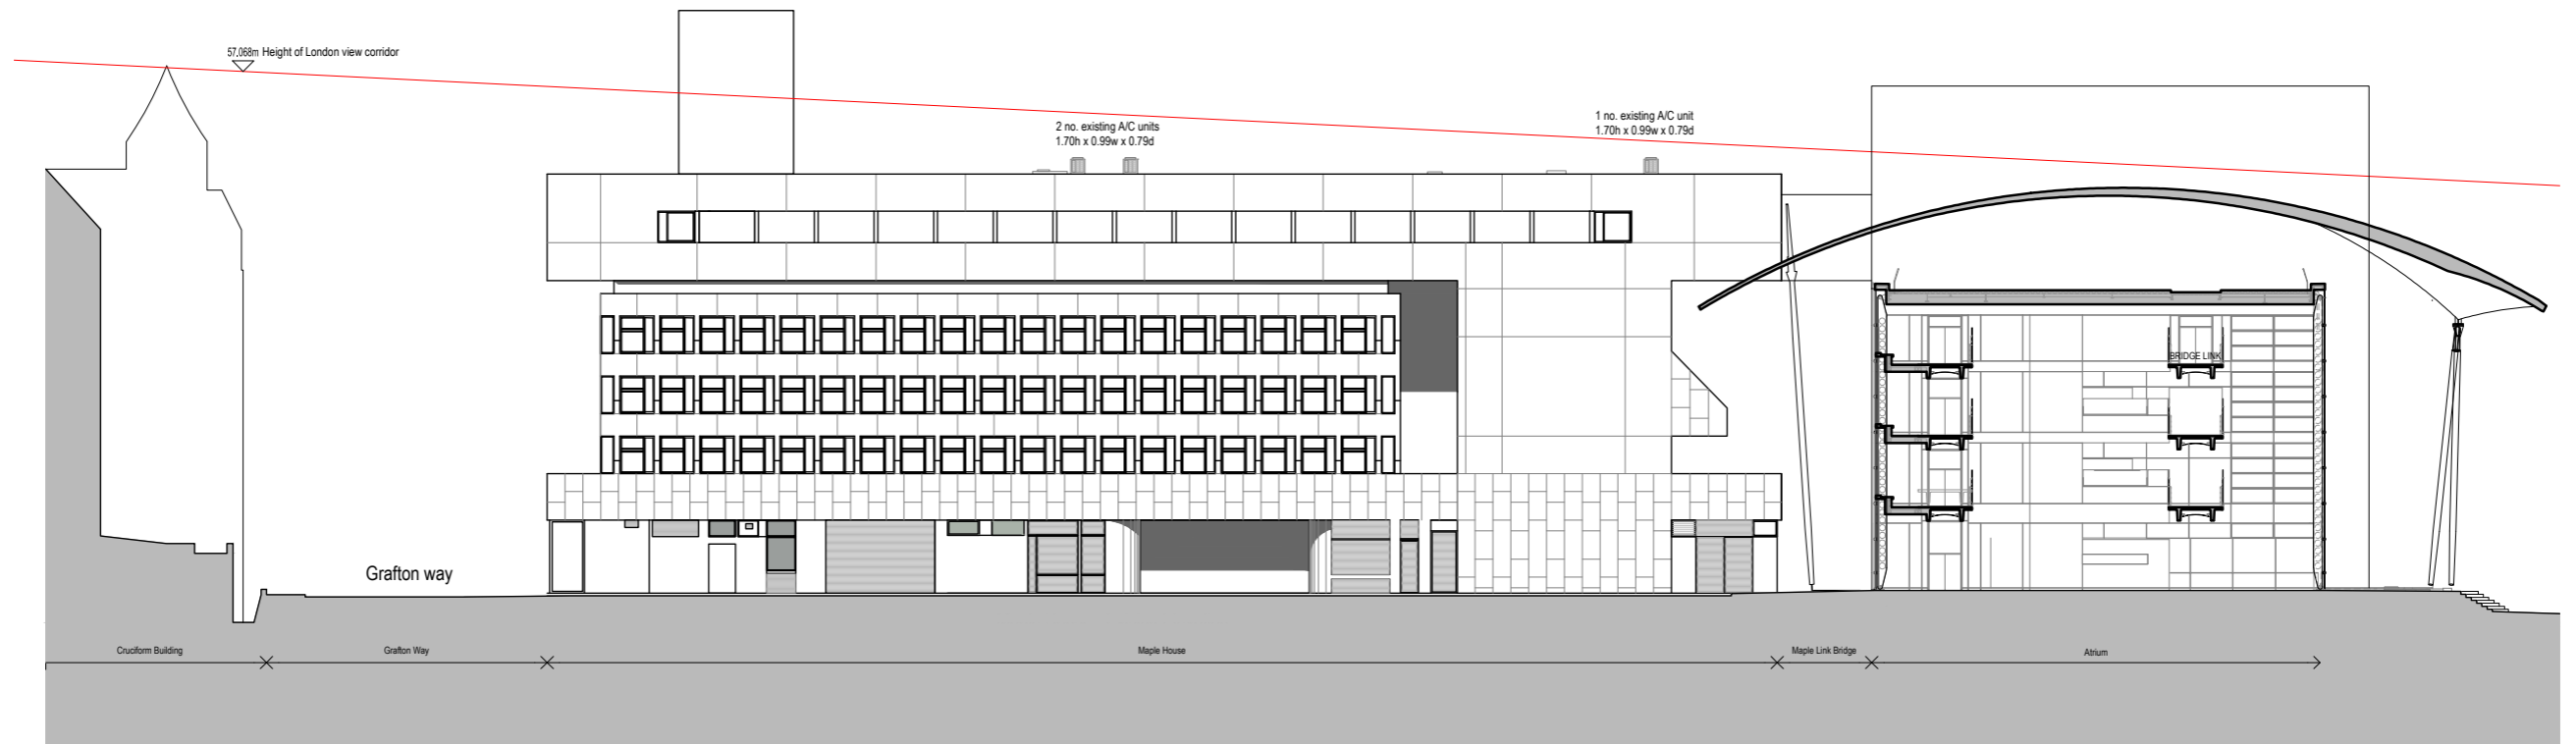 57.068m Height of London view corridor
2 no. existing A/C units
1.70h x 0.99w x 0.79d
1 no. existing A/C unit
1.70h x 0.99w x 0.79d
BRIDGE LINK
Grafton way
Cruciform Building
Grafton Way
Maple House
Maple Link Bridge
Atrium